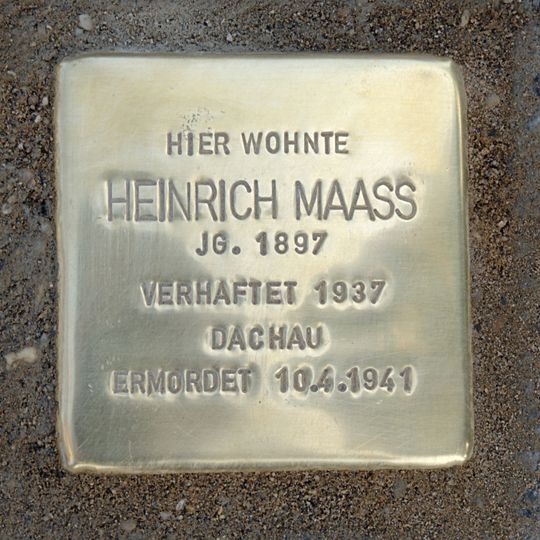 HIER WOHNTE
HEINRICH MAASS
JG. 1897
VERHAFTET 1937
DACHAU
ERMORDET 10.4.1941